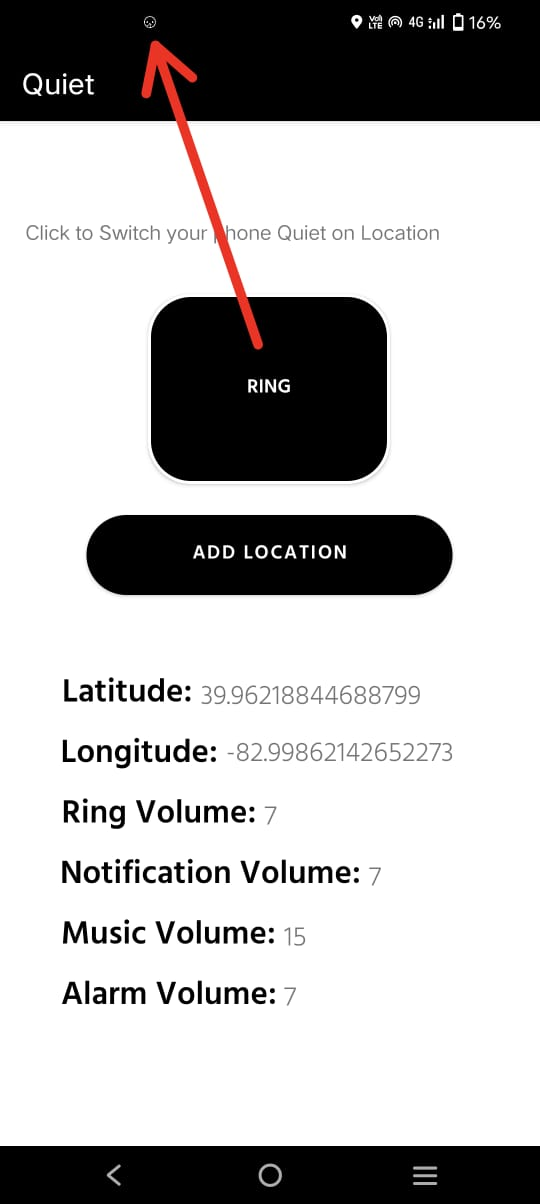 Vo) LTE 4G 16%
Quiet
Click to Switch your phone Quiet on Location
RING
ADD LOCATION
Latitude: 39.96218844688799
Longitude: -82.99862142652273
Ring Volume: 7
Notification Volume: 7
Music Volume: 15
Alarm Volume: 7